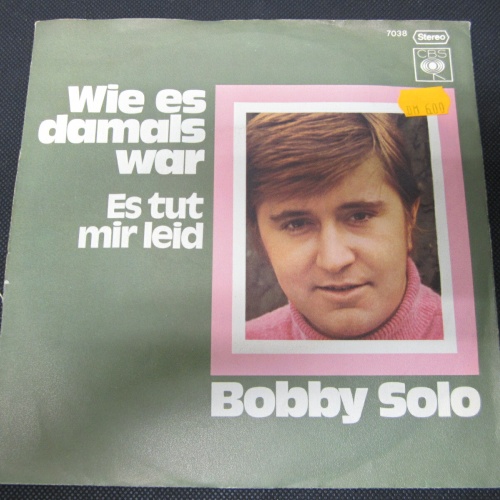 7038 Stereo
CBS
DM 6.00
Wie es
damals
war
Es tut
mir leid
Bobby Solo